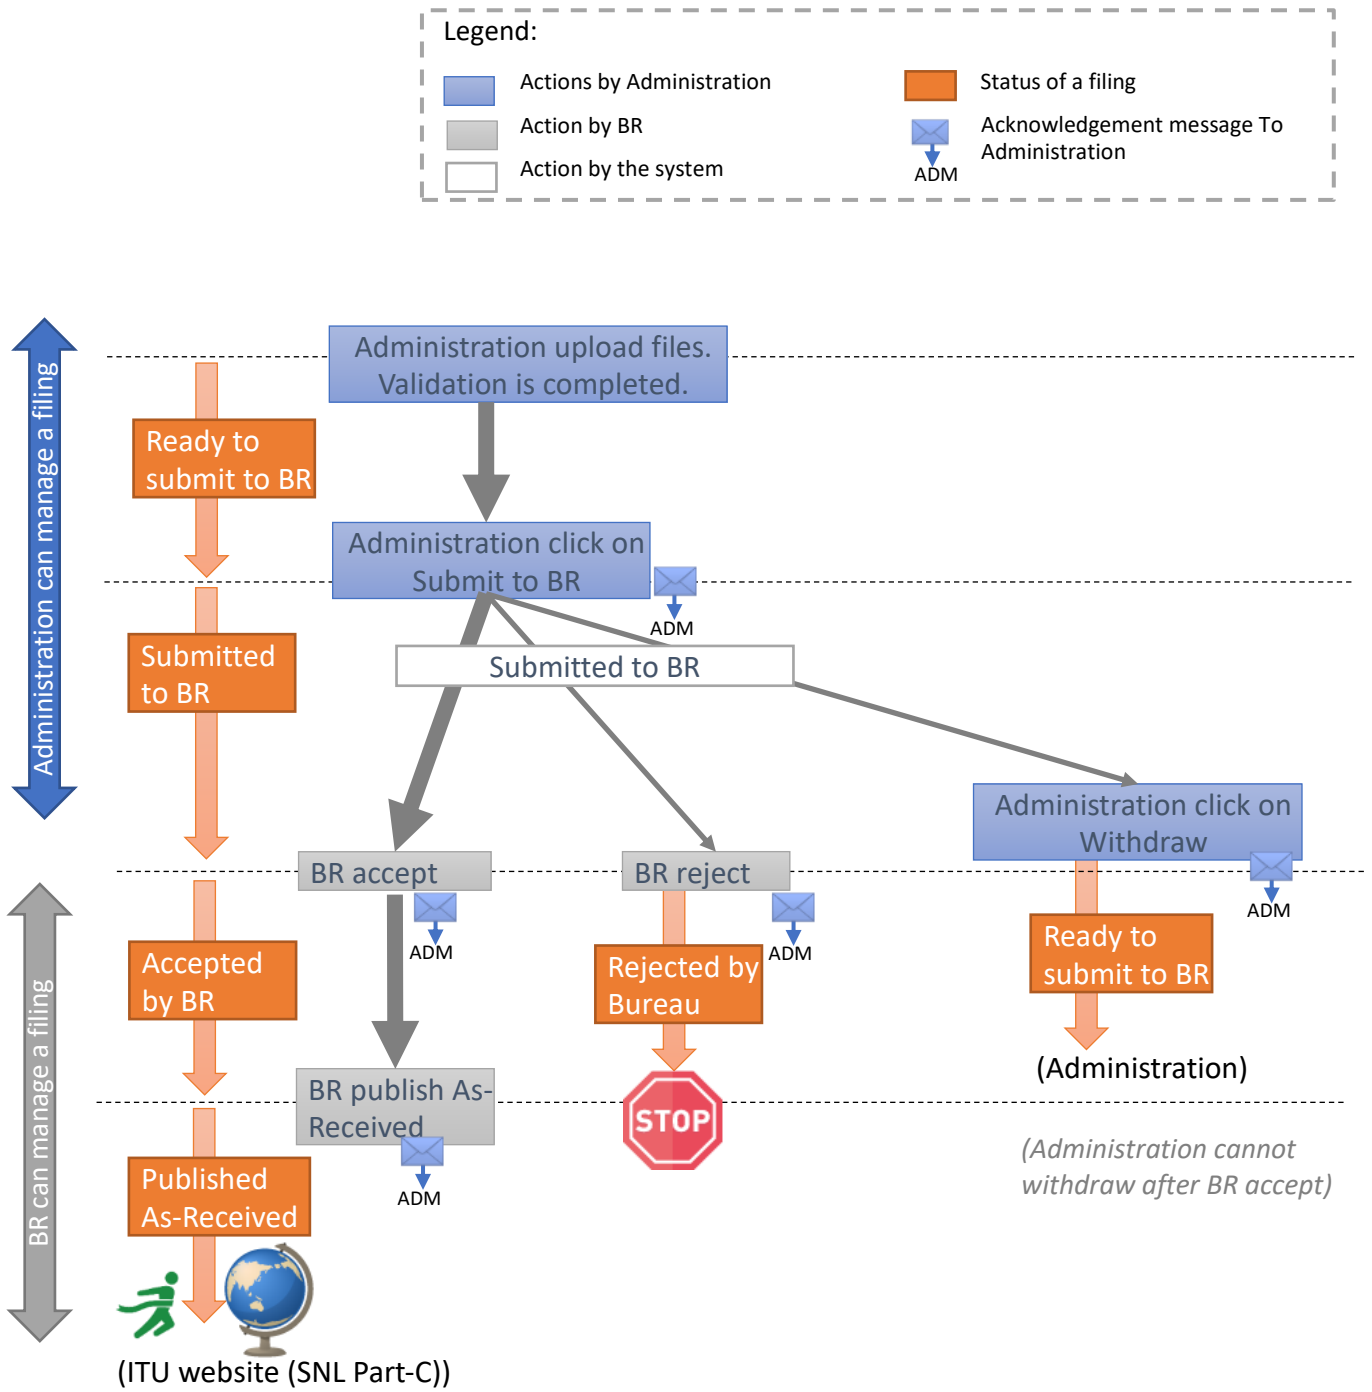 Legend:
Actions by Administration
Status of a filing
Action by BR
Acknowledgement message To
Administration
Action by the system
ADM
Administration can manage a filing
Administration upload files.
Validation is completed.
Ready to
submit to BR
Administration click on
Submit to BR
ADM
Submitted
to BR
Submitted to BR
Administration click on
Withdraw
ADM
BR accept
ADM
BR reject
ADM
BR can manage a filing
Accepted
by BR
Rejected by
Bureau
Ready to
submit to BR
(Administration)
BR publish As-
Received
ADM
STOP
(Administration cannot
withdraw after BR accept)
Published
As-Received
(ITU website (SNL Part-C))